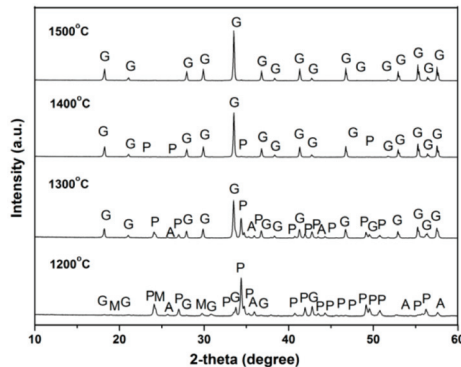 1500°C
G G G G G G G G G G G G G G
1400°C
G G P P G G G P G G G G G G P G G G G G
1300°C
G G P A P G G G P A P G G P G P P A P G P G P G G G
1200°C
G M G P M A P G M G P G P P A G P P G P P P P P P P A P P A
10 20 30 40 50 60
2-theta (degree)
Intensity (a.u.)